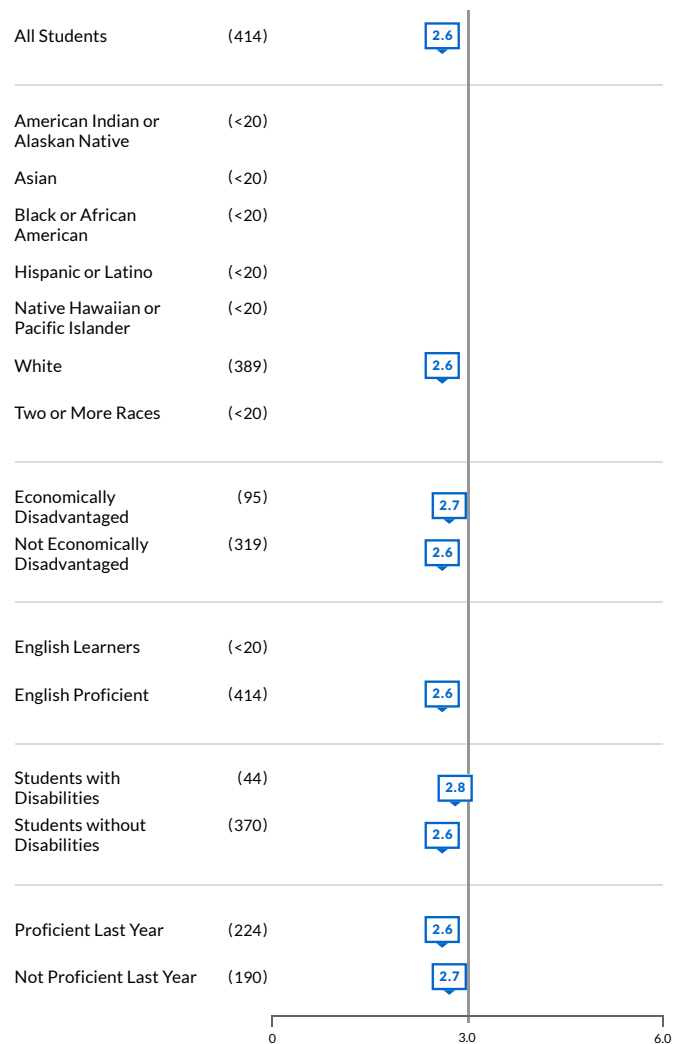 All Students (414) 2.6
American Indian or (<20)
Alaskan Native
Asian (<20)
Black or African (<20)
American
Hispanic or Latino (<20)
Native Hawaiian or (<20)
Pacific Islander
White (389) 2.6
Two or More Races (<20)
Economically (95) 2.7
Disadvantaged
Not Economically (319) 2.6
Disadvantaged
English Learners (<20)
English Proficient (414) 2.6
Students with (44) 2.8
Disabilities
Students without (370) 2.6
Disabilities
Proficient Last Year (224) 2.6
Not Proficient Last Year (190) 2.7
0 3.0 6.0